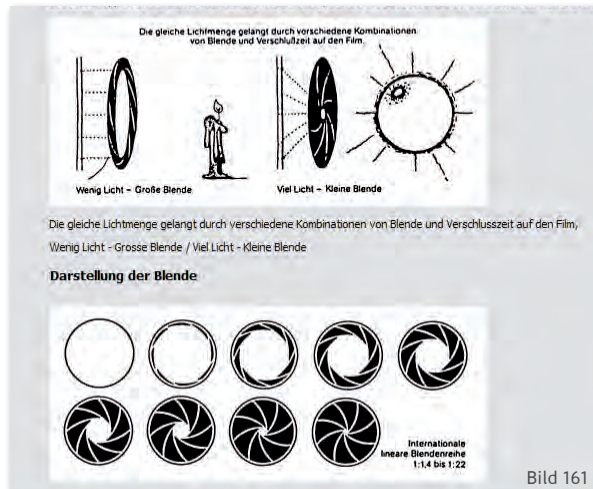 Die gleiche Lichtmenge gelangt durch verschiedene Kombinationen
von Blende und Verschlußzeit auf den Film.
Wenig Licht – Große Blende
Viel Licht – Kleine Blende
Die gleiche Lichtmenge gelangt durch verschiedene Kombinationen von Blende und Verschlusszeit auf den Film,
Wenig Licht - Grosse Blende / Viel Licht - Kleine Blende
Darstellung der Blende
Internationale
lineare Blendenreihe
1:1,4 bis 1:22
Bild 161